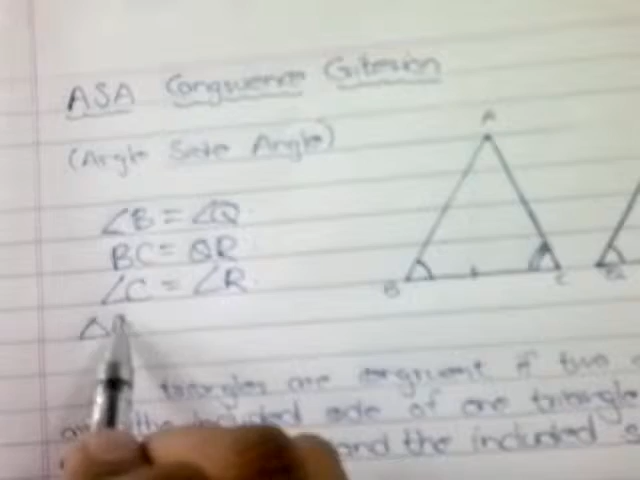 ASA Congruence Criterion
(Angle Side Angle)
A
∠B = ∠Q
BC = QR
∠C = ∠R
B C Q
△
triangles are congruent if two
and the included side of one triangle
and the included